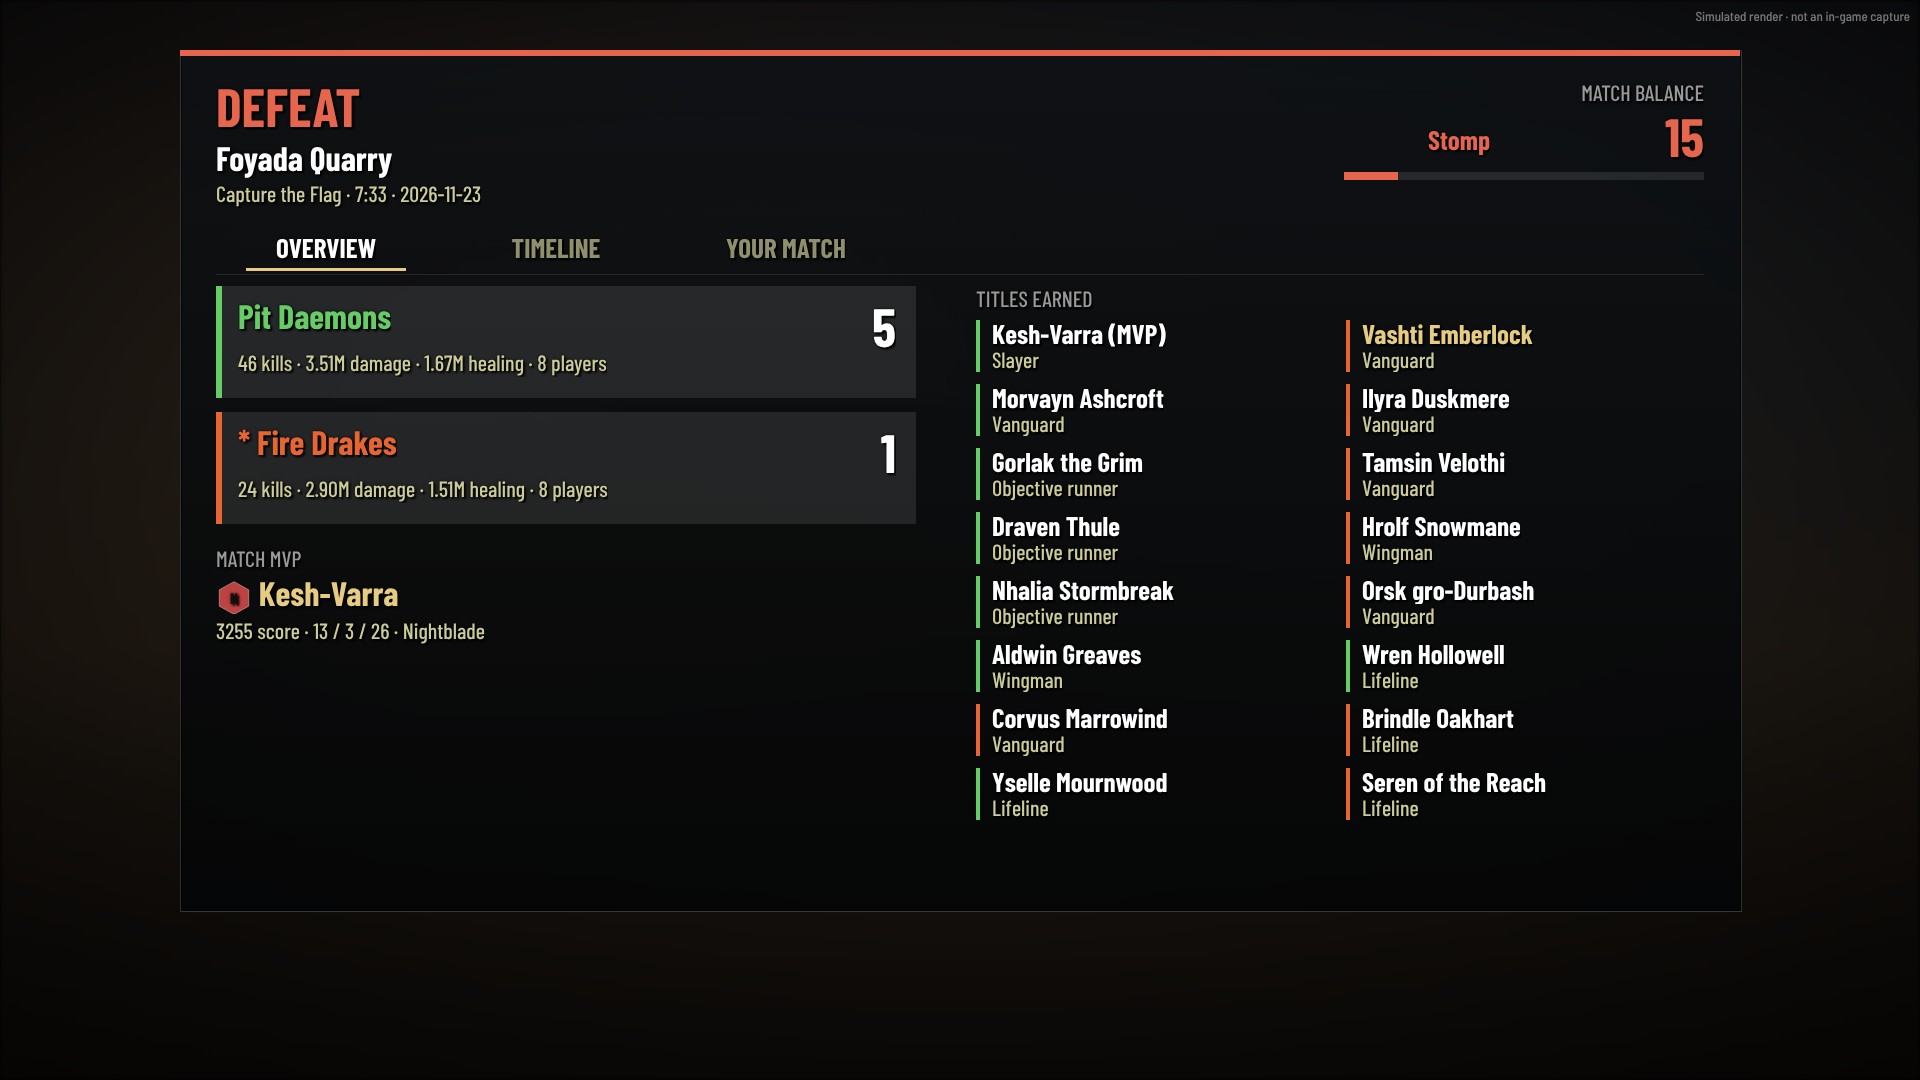 Simulated render · not an in-game capture
DEFEAT
Foyada Quarry
Capture the Flag · 7:33 · 2026-11-23
MATCH BALANCE
Stomp
15
OVERVIEW
TIMELINE
YOUR MATCH
Pit Daemons
5
46 kills · 3.51M damage · 1.67M healing · 8 players
* Fire Drakes
1
24 kills · 2.90M damage · 1.51M healing · 8 players
MATCH MVP
Kesh-Varra
3255 score · 13 / 3 / 26 · Nightblade
TITLES EARNED
Kesh-Varra (MVP)
Slayer
Morvayn Ashcroft
Vanguard
Gorlak the Grim
Objective runner
Draven Thule
Objective runner
Nhalia Stormbreak
Objective runner
Aldwin Greaves
Wingman
Corvus Marrowind
Vanguard
Yselle Mournwood
Lifeline
Vashti Emberlock
Vanguard
Ilyra Duskmere
Vanguard
Tamsin Velothi
Vanguard
Hrolf Snowmane
Wingman
Orsk gro-Durbash
Vanguard
Wren Hollowell
Lifeline
Brindle Oakhart
Lifeline
Seren of the Reach
Lifeline